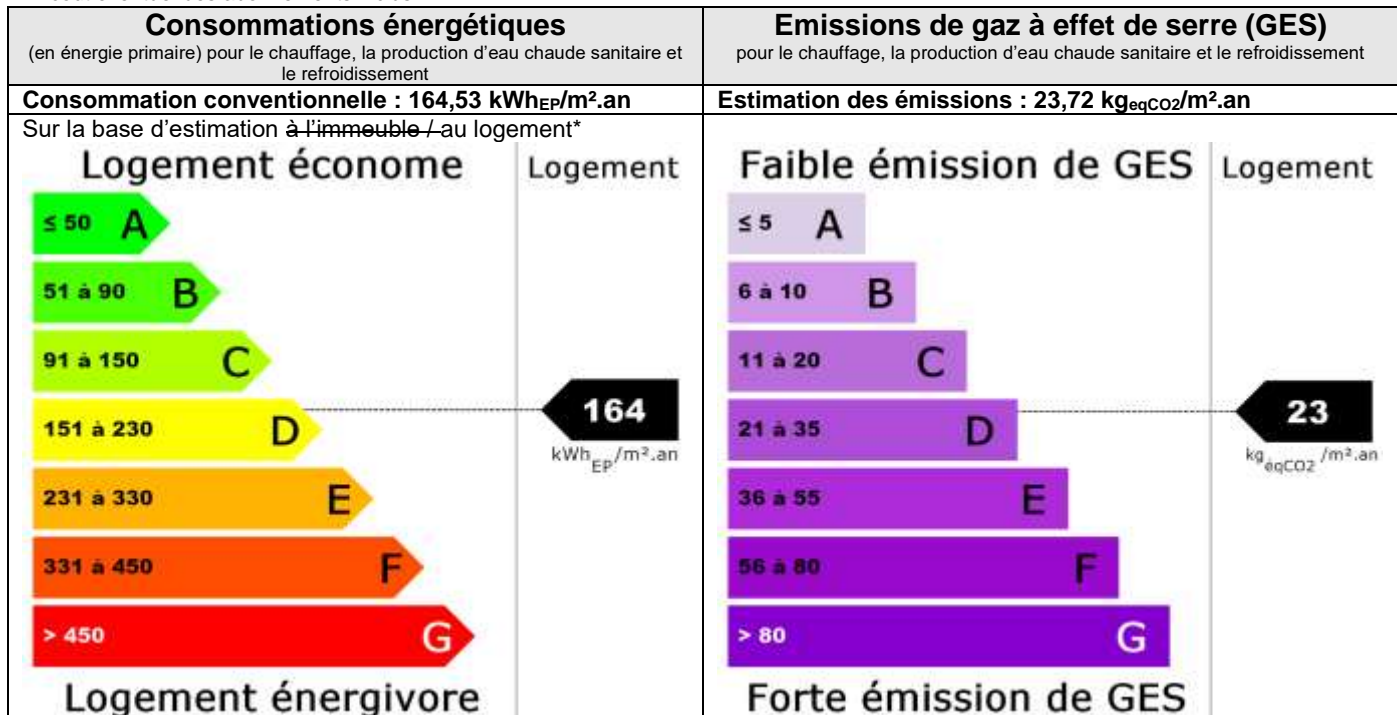 Consommations énergétiques
(en énergie primaire) pour le chauffage, la production d'eau chaude sanitaire et
le refroidissement
Consommation conventionnelle : 164,53 kWhEP/m².an
Sur la base d'estimation à l'immeuble / au logement*
Logement économe
Logement
≤ 50 A
51 à 90 B
91 à 150 C
151 à 230 D
231 à 330 E
331 à 450 F
> 450 G
164
kWhEP/m².an
Logement énergivore
Emissions de gaz à effet de serre (GES)
pour le chauffage, la production d'eau chaude sanitaire et le refroidissement
Estimation des émissions : 23,72 kgeqCO2/m².an
Faible émission de GES
Logement
≤ 5 A
6 à 10 B
11 à 20 C
21 à 35 D
36 à 55 E
56 à 80 F
> 80 G
23
kgéqCO2 /m².an
Forte émission de GES